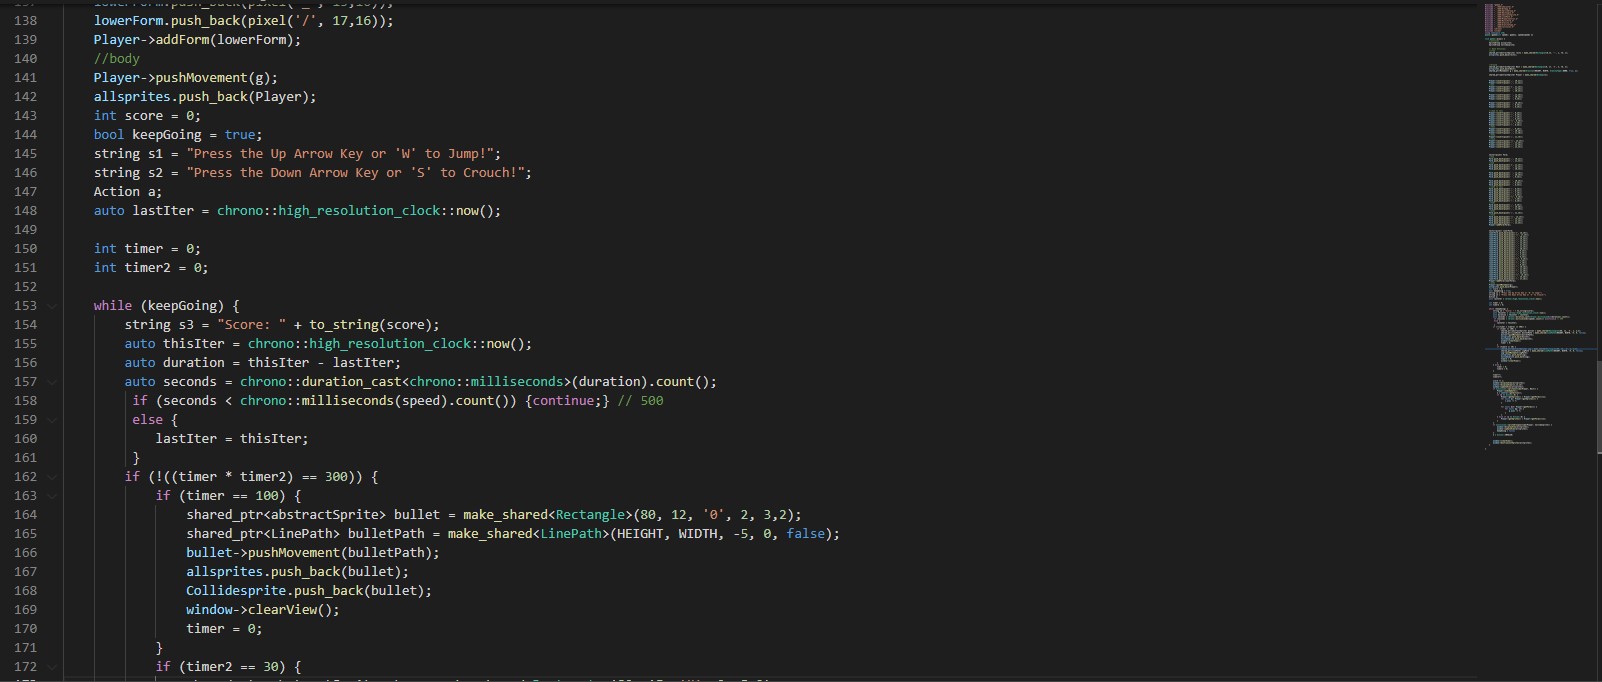 138 lowerForm.push_back(pixel('/', 17,16));
139 Player->addForm(lowerForm);
140 //body
141 Player->pushMovement(g);
142 allsprites.push_back(Player);
143 int score = 0;
144 bool keepGoing = true;
145 string s1 = "Press the Up Arrow Key or 'W' to Jump!";
146 string s2 = "Press the Down Arrow Key or 'S' to Crouch!";
147 Action a;
148 auto lastIter = chrono::high_resolution_clock::now();
149
150 int timer = 0;
151 int timer2 = 0;
152
153 while (keepGoing) {
154 string s3 = "Score: " + to_string(score);
155 auto thisIter = chrono::high_resolution_clock::now();
156 auto duration = thisIter - lastIter;
157 auto seconds = chrono::duration_cast<chrono::milliseconds>(duration).count();
158 if (seconds < chrono::milliseconds(speed).count()) {continue;} // 500
159 else {
160 lastIter = thisIter;
161 }
162 if (!((timer * timer2) == 300)) {
163 if (timer == 100) {
164 shared_ptr<abstractSprite> bullet = make_shared<Rectangle>(80, 12, '0', 2, 3,2);
165 shared_ptr<LinePath> bulletPath = make_shared<LinePath>(HEIGHT, WIDTH, -5, 0, false);
166 bullet->pushMovement(bulletPath);
167 allsprites.push_back(bullet);
168 Collidesprite.push_back(bullet);
169 window->clearView();
170 timer = 0;
171 }
172 if (timer2 == 30) {